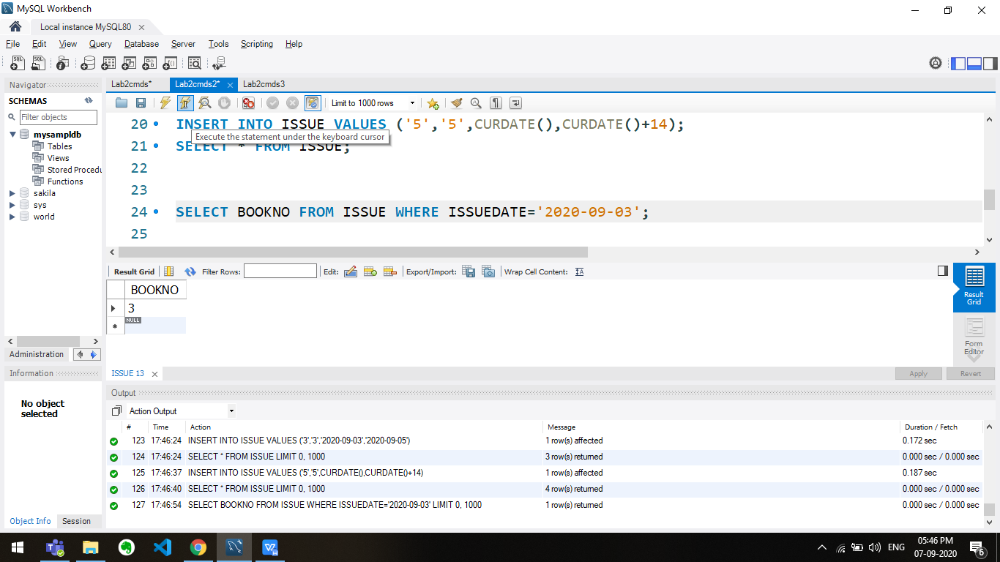 MySQL Workbench
Local instance MySQL80
File Edit View Query Database Server Tools Scripting Help
Navigator
SCHEMAS
Filter objects
mysampldb
Tables
Views
Stored Procedu
Functions
sakila
sys
world
Administration
Information
No object
selected
Object Info Session
Lab2cmds* Lab2cmds2* Lab2cmds3
Limit to 1000 rows
20 INSERT INTO ISSUE VALUES ('5','5',CURDATE(),CURDATE()+14);
Execute the statement under the keyboard cursor
21 SELECT * FROM ISSUE;
22
23
24 SELECT BOOKNO FROM ISSUE WHERE ISSUEDATE='2020-09-03';
25
Result Grid Filter Rows: Edit: Export/Import: Wrap Cell Content:
BOOKNO
3
NULL
Result
Grid
Form
Editor
ISSUE 13
Apply Revert
Output
Action Output
# Time Action Message Duration / Fetch
123 17:46:24 INSERT INTO ISSUE VALUES ('3','3','2020-09-03','2020-09-05') 1 row(s) affected 0.172 sec
124 17:46:24 SELECT * FROM ISSUE LIMIT 0, 1000 3 row(s) returned 0.000 sec / 0.000 sec
125 17:46:37 INSERT INTO ISSUE VALUES ('5','5',CURDATE(),CURDATE()+14) 1 row(s) affected 0.187 sec
126 17:46:40 SELECT * FROM ISSUE LIMIT 0, 1000 4 row(s) returned 0.000 sec / 0.000 sec
127 17:46:54 SELECT BOOKNO FROM ISSUE WHERE ISSUEDATE='2020-09-03' LIMIT 0, 1000 1 row(s) returned 0.000 sec / 0.000 sec
ENG
05:46 PM
07-09-2020
6